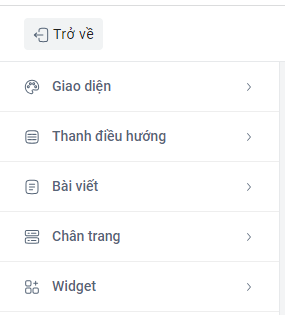 Trở về
Giao diện
Thanh điều hướng
Bài viết
Chân trang
Widget